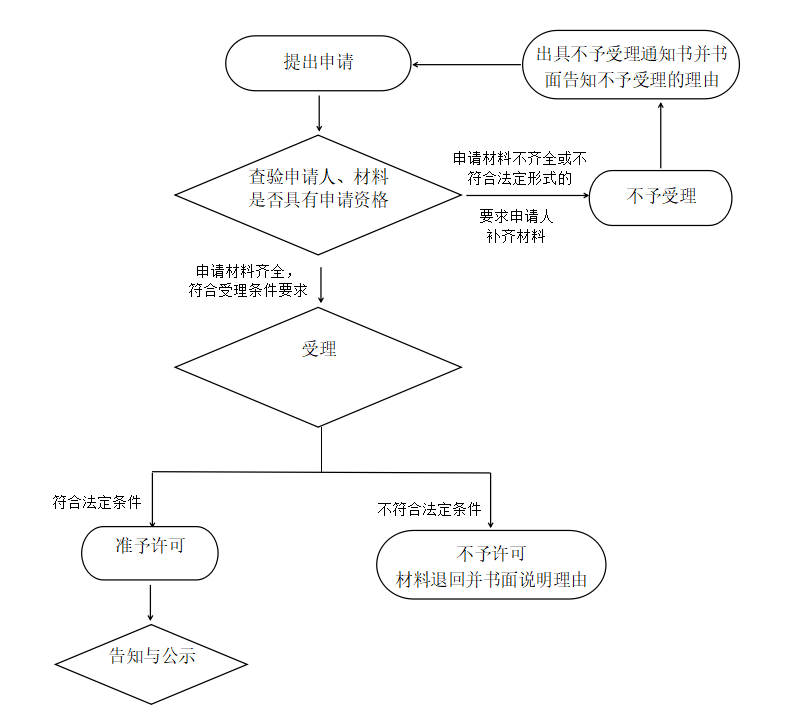 提出申请
出具不予受理通知书并书
面告知不予受理的理由
查验申请人、材料
是否具有申请资格
申请材料不齐全或不
符合法定形式的
要求申请人
补齐材料
不予受理
申请材料齐全，
符合受理条件要求
受理
符合法定条件
不符合法定条件
准予许可
不予许可
材料退回并书面说明理由
告知与公示